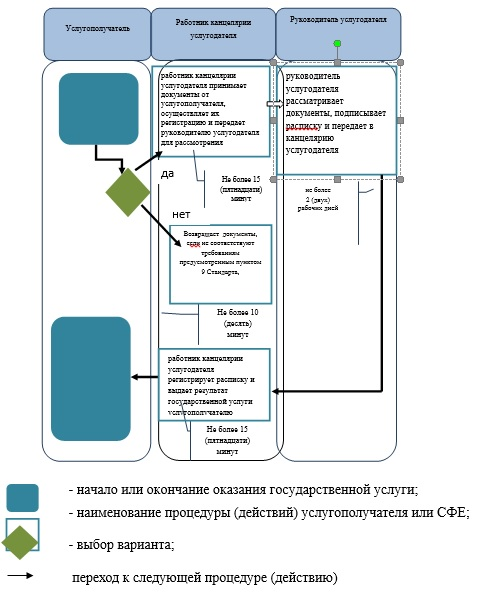 Услугополучатель
Работник канцелярии
услугодателя
Руководитель услугодателя
работник канцелярии
услугодателя принимает
документы от
услугополучателя,
осуществляет их
регистрацию и передает
руководителю услугодателя
для рассмотрения
руководитель
услугодателя
рассматривает
документы, подписывает
расписку и передает в
канцелярию
услугодателя
да
Не более 15
(пятнадцати)
минут
не более
2 (двух)
рабочих дней
нет
Возвращает документы,
если не соответствуют
требованиям
предусмотренным пунктом
9 Стандарта,
Не более 10
(десять)
минут
работник канцелярии
услугодателя
регистрирует расписку и
выдает результат
государственной услуги
услугополучателю
Не более 15
(пятнадцати)
минут
- начало или окончание оказания государственной услуги;
- наименование процедуры (действий) услугополучателя или СФЕ;
- выбор варианта;
переход к следующей процедуре (действию)